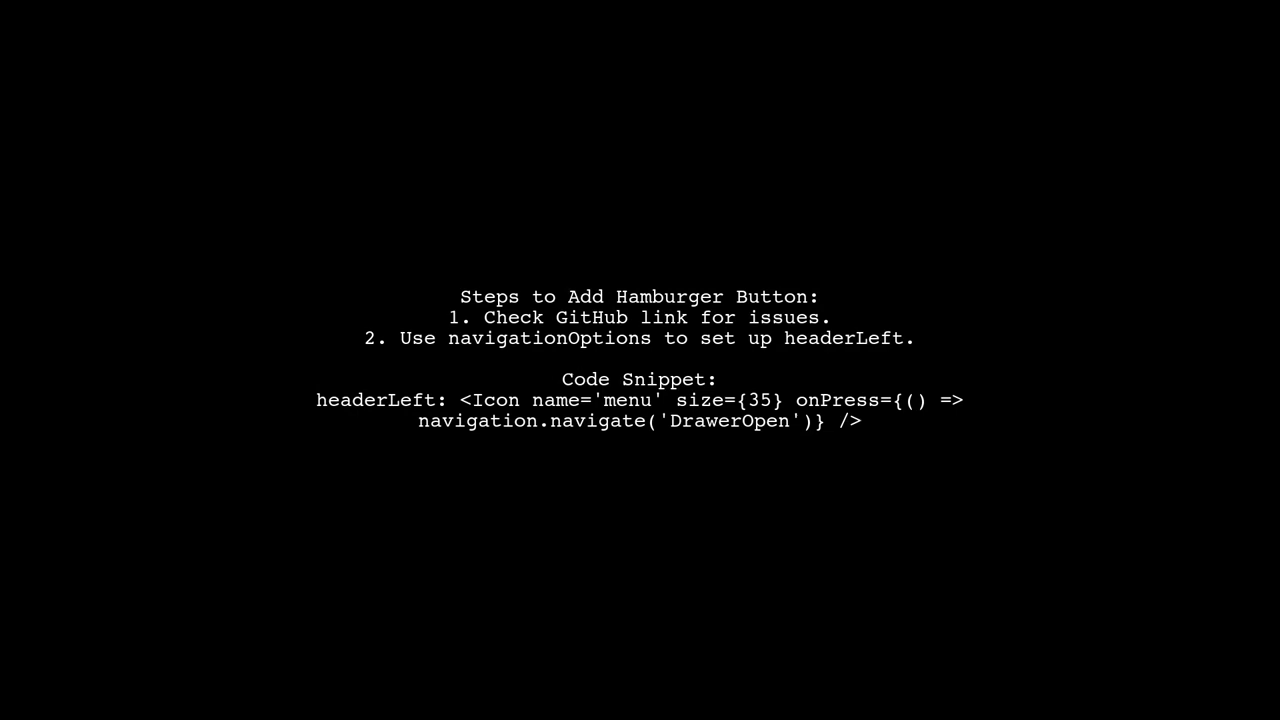 Steps to Add Hamburger Button:
1. Check GitHub link for issues.
2. Use navigationOptions to set up headerLeft.
Code Snippet:
headerLeft: <Icon name='menu' size={35} onPress={() =>
navigation.navigate('DrawerOpen')} />